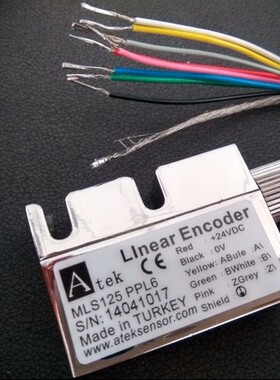 Linear Encoder
Atek
CE
MLS125 PPL6
S/N: 14041017
Made in TURKEY
www.ateksensor.com
Red : +24VDC
Black : 0V
Yellow: ABule : A\
Green : BWhite : B\
Pink : ZGrey : Z\